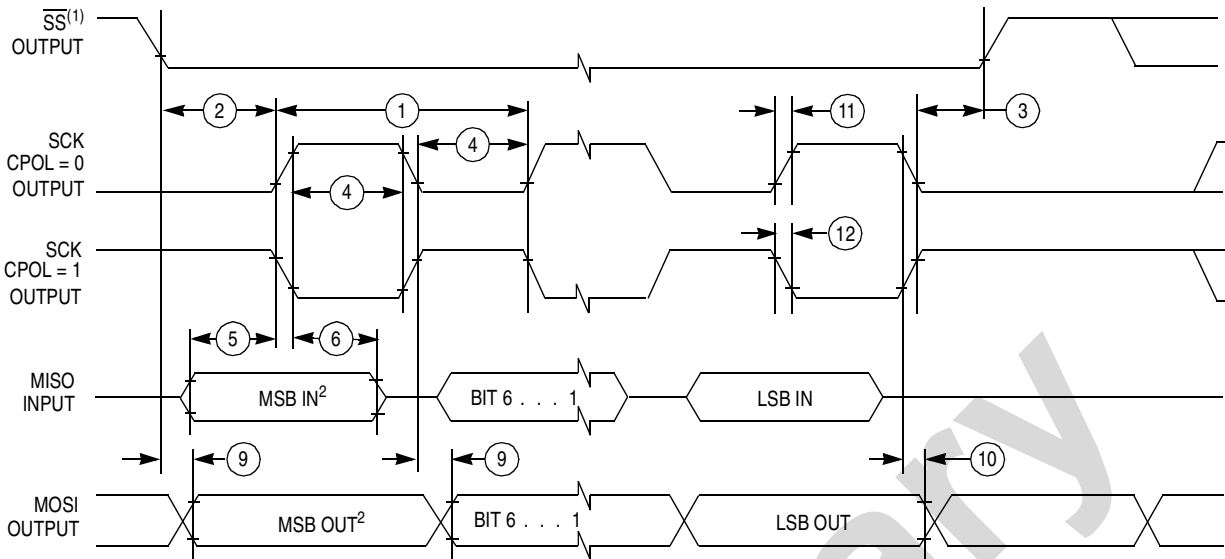 SS(1)
OUTPUT
2
1
11
3
SCK
CPOL = 0
OUTPUT
4
4
SCK
CPOL = 1
OUTPUT
12
5
6
MISO
INPUT
MSB IN2
BIT 6 . . . 1
LSB IN
9
9
10
MOSI
OUTPUT
MSB OUT2
BIT 6 . . . 1
LSB OUT
ary